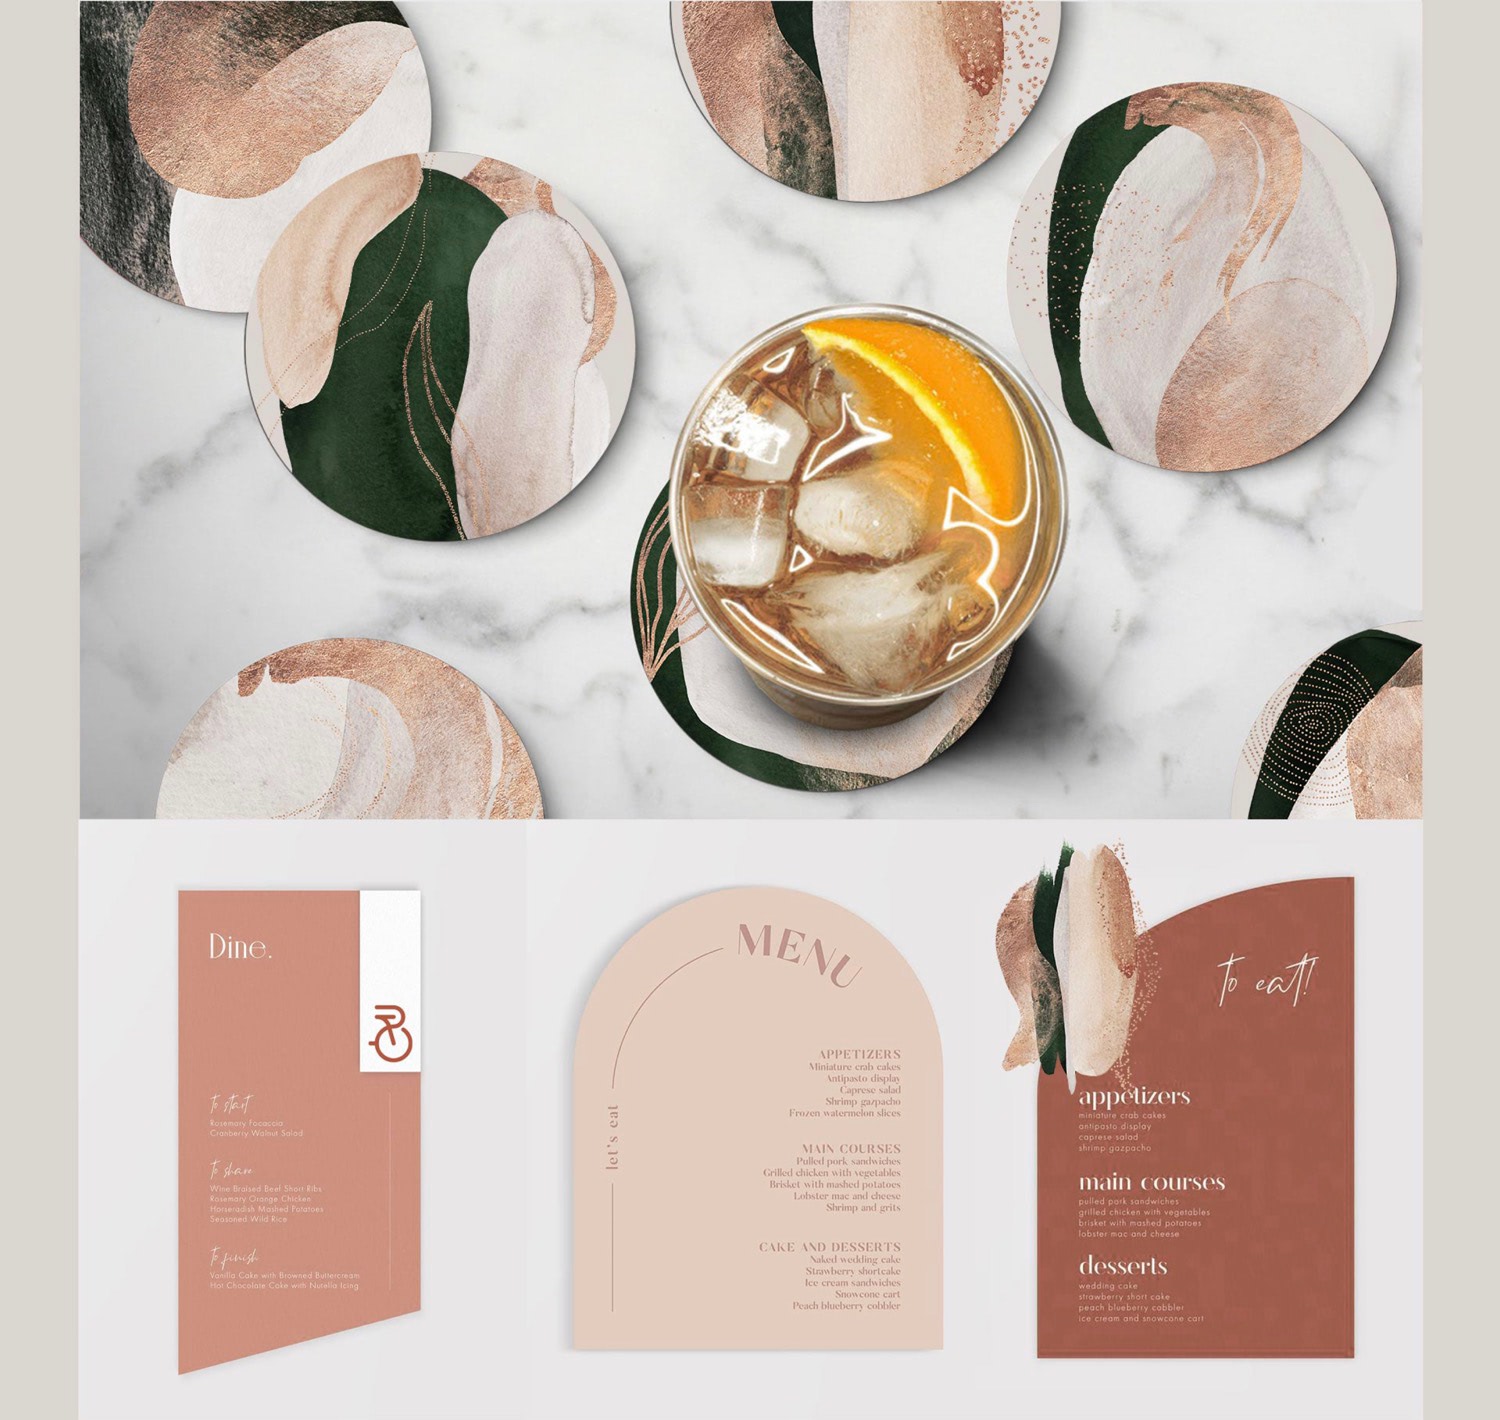 Dine.
to start
Rosemary Focaccia
Cranberry Walnut Salad
to share
Wine Braised Beef Short Ribs
Rosemary Orange Chicken
Horseradish Mashed Potatoes
Seasoned Wild Rice
to finish
Vanilla Cake with Browned Buttercream
Hot Chocolate Cake with Nutella Icing
MENU
let's eat
APPETIZERS
Miniature crab cakes
Antipasto display
Caprese salad
Shrimp gazpacho
Frozen watermelon slices
MAIN COURSES
Pulled pork sandwiches
Grilled chicken with vegetables
Brisket with mashed potatoes
Lobster mac and cheese
Shrimp and grits
CAKE AND DESSERTS
Naked wedding cake
Strawberry shortcake
Ice cream sandwiches
Snowcone cart
Peach blueberry cobbler
to eat!
appetizers
miniature crab cakes
antipasto display
caprese salad
shrimp gazpacho
main courses
pulled pork sandwiches
grilled chicken with vegetables
brisket with mashed potatoes
lobster mac and cheese
desserts
wedding cake
strawberry short cake
peach blueberry cobbler
ice cream and snowcone cart